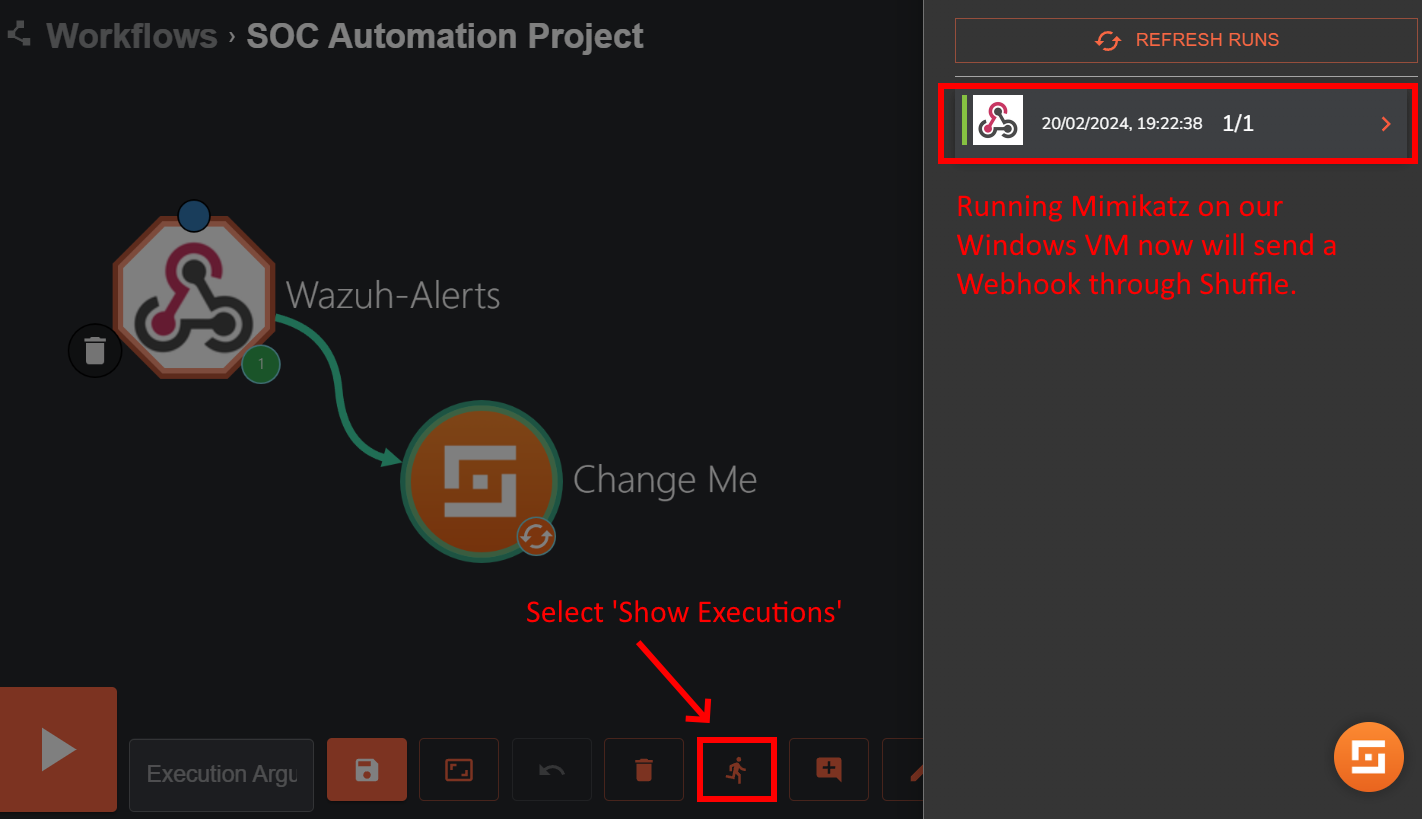 Workflows › SOC Automation Project
REFRESH RUNS
20/02/2024, 19:22:38 1/1
Running Mimikatz on our
Windows VM now will send a
Webhook through Shuffle.
Wazuh-Alerts
1
Change Me
Select 'Show Executions'
Execution Argu